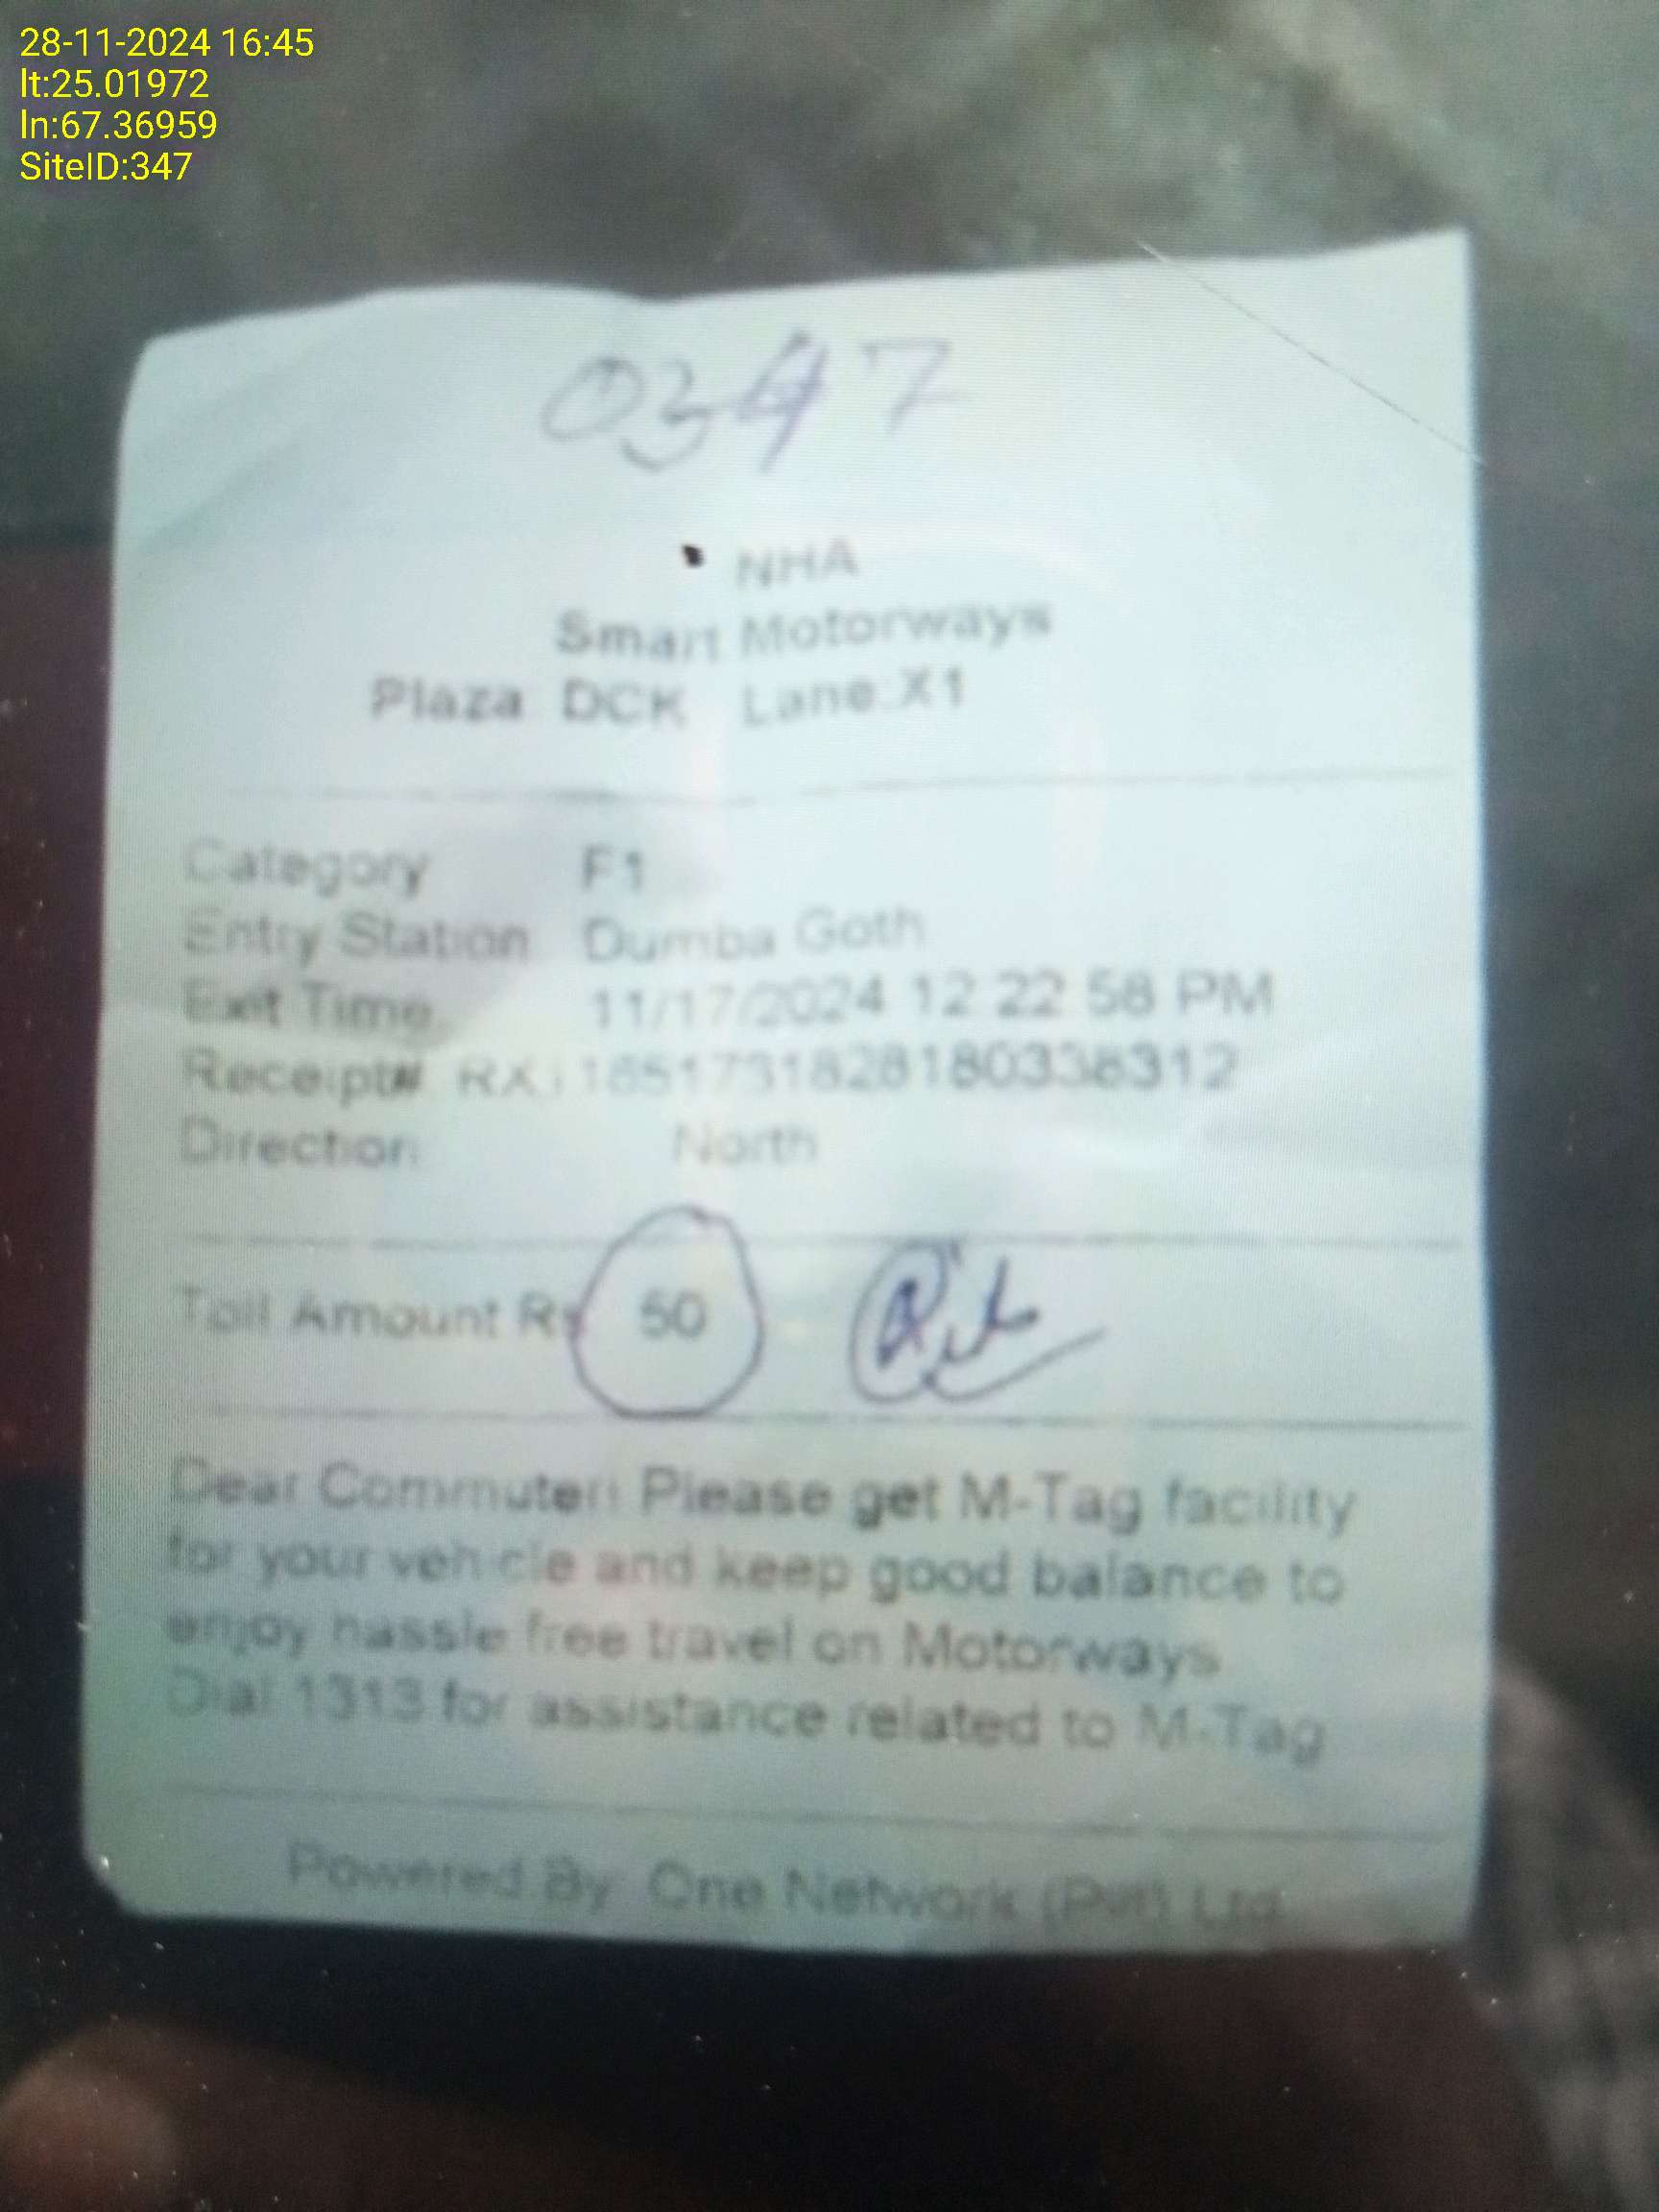 28-11-2024 16:45
lt:25.01972
ln:67.36959
SiteID:347
0347
NHA
Smart Motorways
Plaza DCK Lane:X1
Category F1
Entry Station Dumba Goth
Exit Time 11/17/2024 12:22:58 PM
Receipt#
Direction North
Toll Amount Rs 50
Dear Commuter! Please get M-Tag facility
for your vehicle and keep good balance to
enjoy hassle free travel on Motorways
Dial 1313 for assistance related to M-Tag
Powered By: One Network (Pvt) Ltd